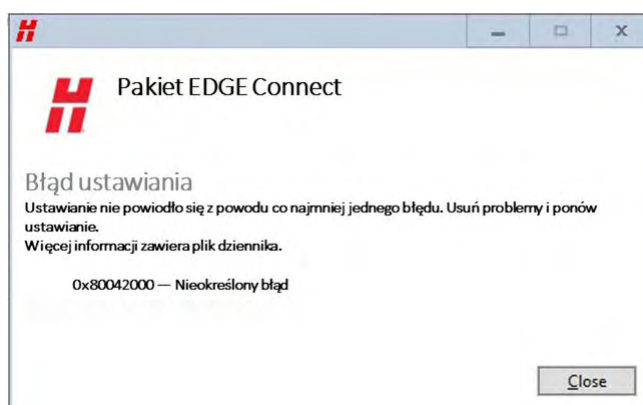 Pakiet EDGE Connect
Błąd ustawiania
Ustawianie nie powiodło się z powodu co najmniej jednego błędu. Usuń problemy i ponów
ustawianie.
Więcej informacji zawiera plik dziennika.
0x80042000 — Nieokreślony błąd
Close